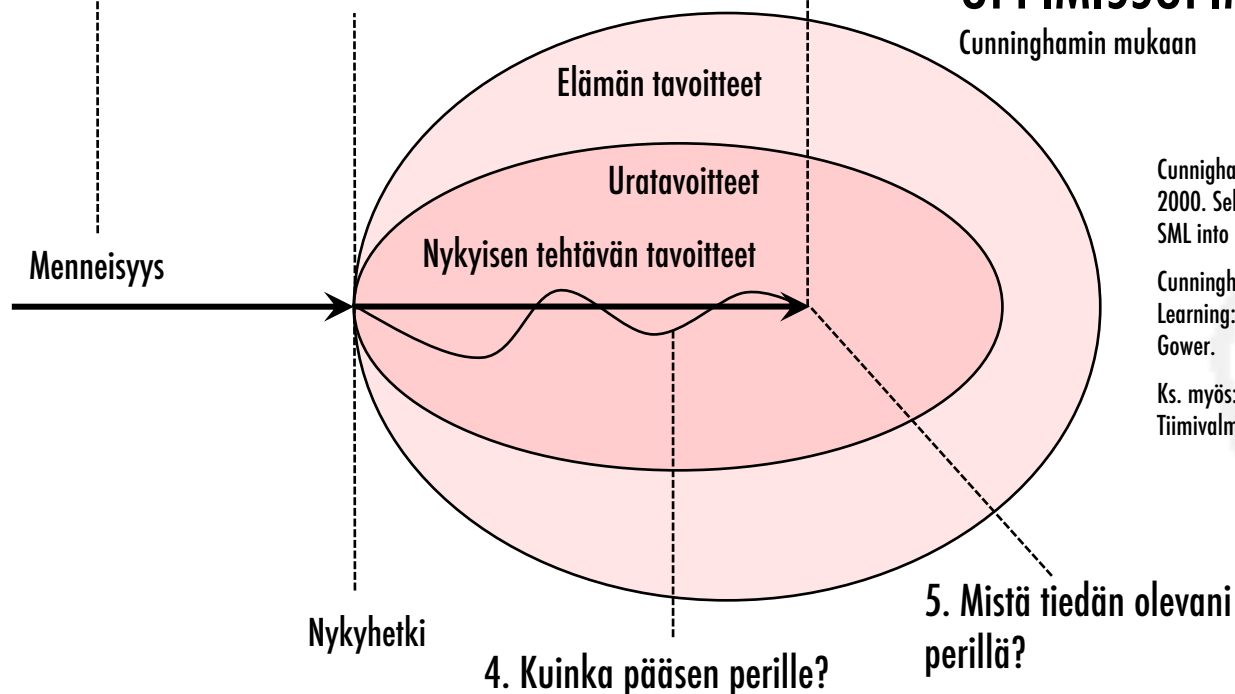 Cunninghamin mukaan
Elämän tavoitteet
Uratavoitteet
Nykyisen tehtävän tavoitteet
Menneisyys
2000.
SML into
Learning:
Gower.
Ks. myös:
Nykyhetki
4. Kuinka pääsen perille?
5. Mistä tiedän olevani
perillä?